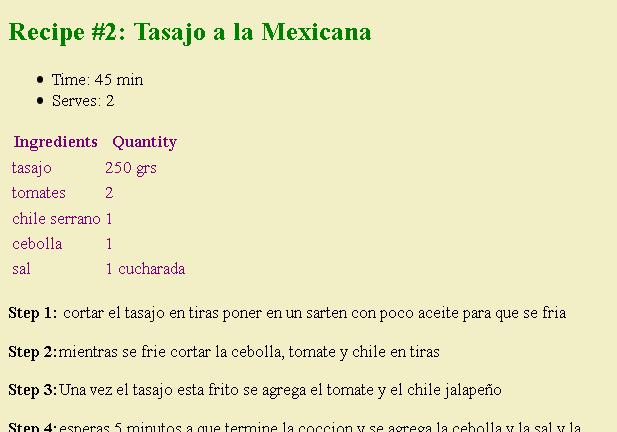 Recipe #2: Tasajo a la Mexicana
Time: 45 min
Serves: 2
Ingredients Quantity
tasajo 250 grs
tomates 2
chile serrano 1
cebolla 1
sal 1 cucharada
Step 1: cortar el tasajo en tiras poner en un sarten con poco aceite para que se fria
Step 2:mientras se frie cortar la cebolla, tomate y chile en tiras
Step 3:Una vez el tasajo esta frito se agrega el tomate y el chile jalapeño
Step 4:esperas 5 minutos a que termine la coccion y se agrega la cebolla y la sal y la